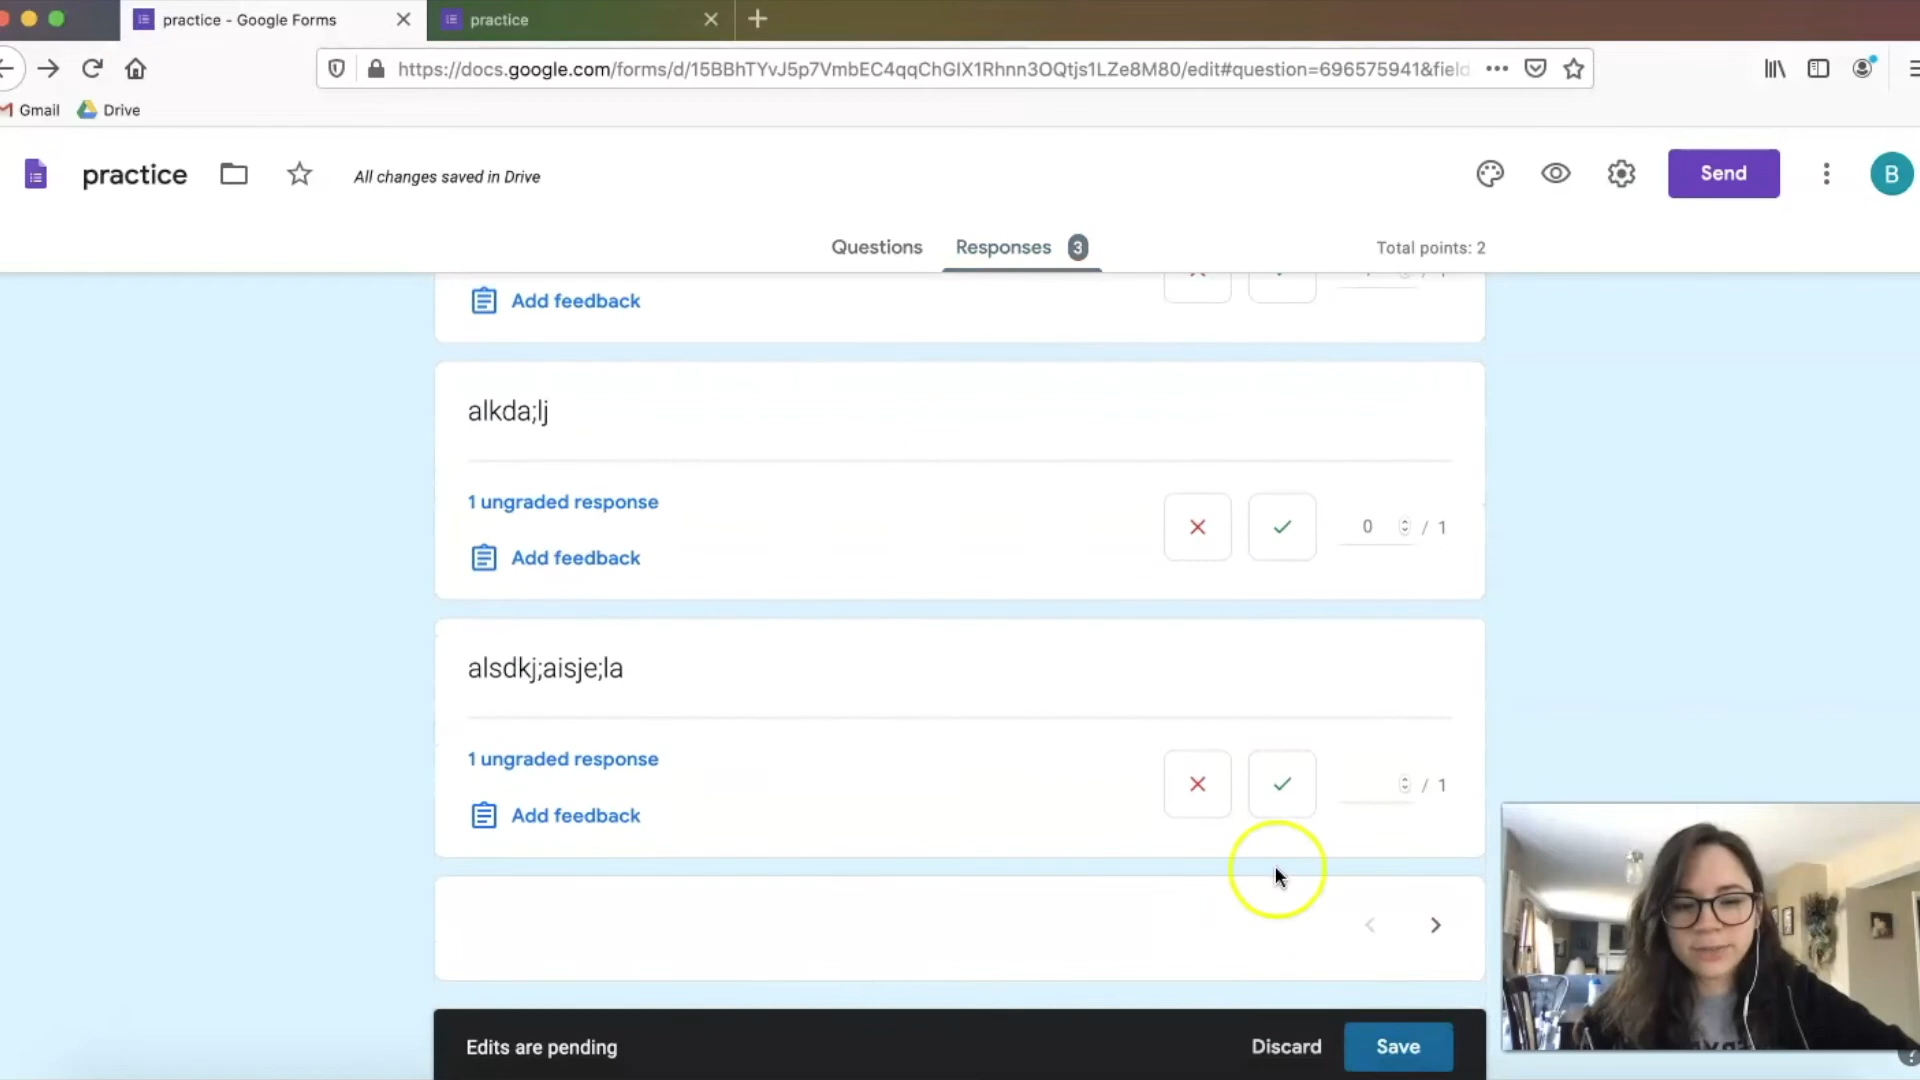 practice - Google Forms
practice
https://docs.google.com/forms/d/15BBhTYvJ5p7VmbEC4qqChGIX1Rhnn3OQtjs1LZe8M80/edit#question=696575941&field
Gmail
Drive
practice
All changes saved in Drive
Send
B
Questions
Responses
3
Total points: 2
Add feedback
alkda;lj
1 ungraded response
0 / 1
Add feedback
alsdkj;aisje;la
1 ungraded response
/ 1
Add feedback
Edits are pending
Discard
Save